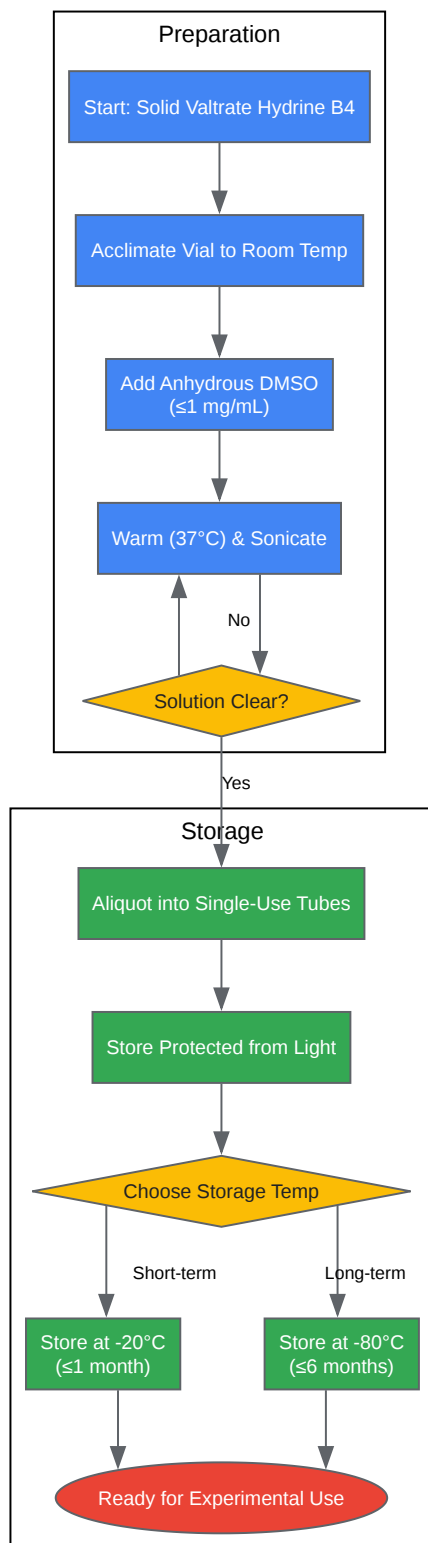 Preparation
Start: Solid Valtrate Hydrine B4
Acclimate Vial to Room Temp
Add Anhydrous DMSO
(≤1 mg/mL)
Warm (37°C) & Sonicate
No
Solution Clear?
Yes
Storage
Aliquot into Single-Use Tubes
Store Protected from Light
Choose Storage Temp
Short-term
Long-term
Store at -20°C
(≤1 month)
Store at -80°C
(≤6 months)
Ready for Experimental Use